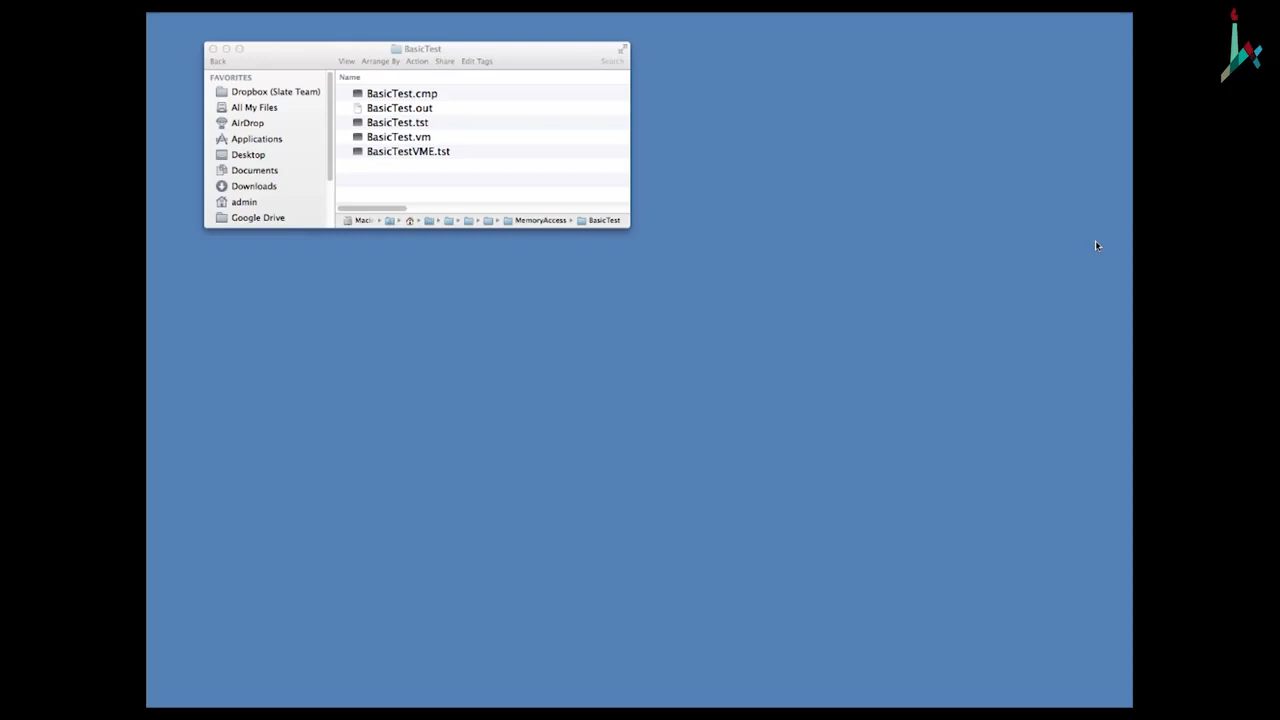 BasicTest
Back View Arrange By Action Share Edit Tags Search
FAVORITES
Dropbox (Slate Team)
All My Files
AirDrop
Applications
Desktop
Documents
Downloads
admin
Google Drive
Name
BasicTest.cmp
BasicTest.out
BasicTest.tst
BasicTest.vm
BasicTestVME.tst
MemoryAccess BasicTest